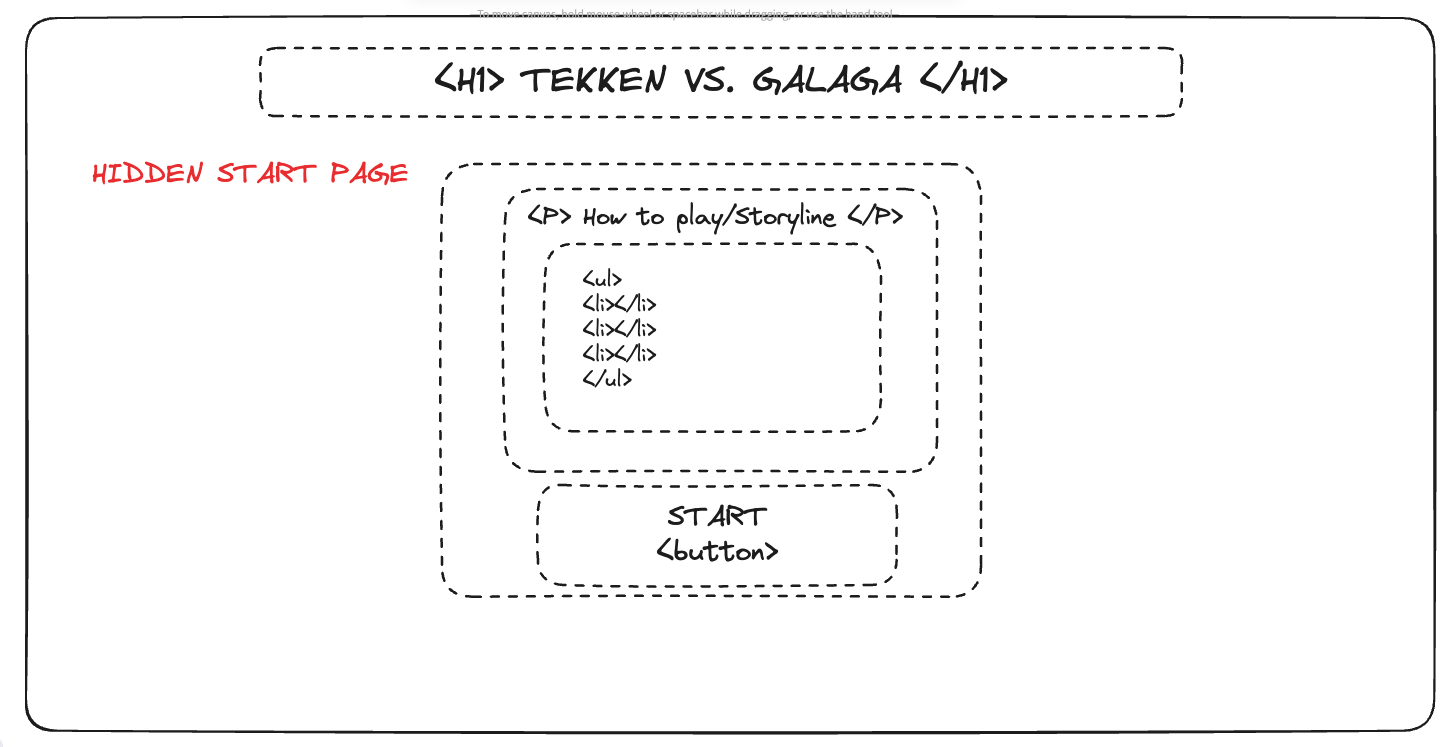 To move canvas, hold mouse wheel or spacebar while dragging, or use the hand tool
<H1> TEKKEN VS. GALAGA </H1>
HIDDEN START PAGE
<P> How to play/Storyline </P>
<ul>
<li></li>
<li></li>
<li></li>
</ul>
START
<button>